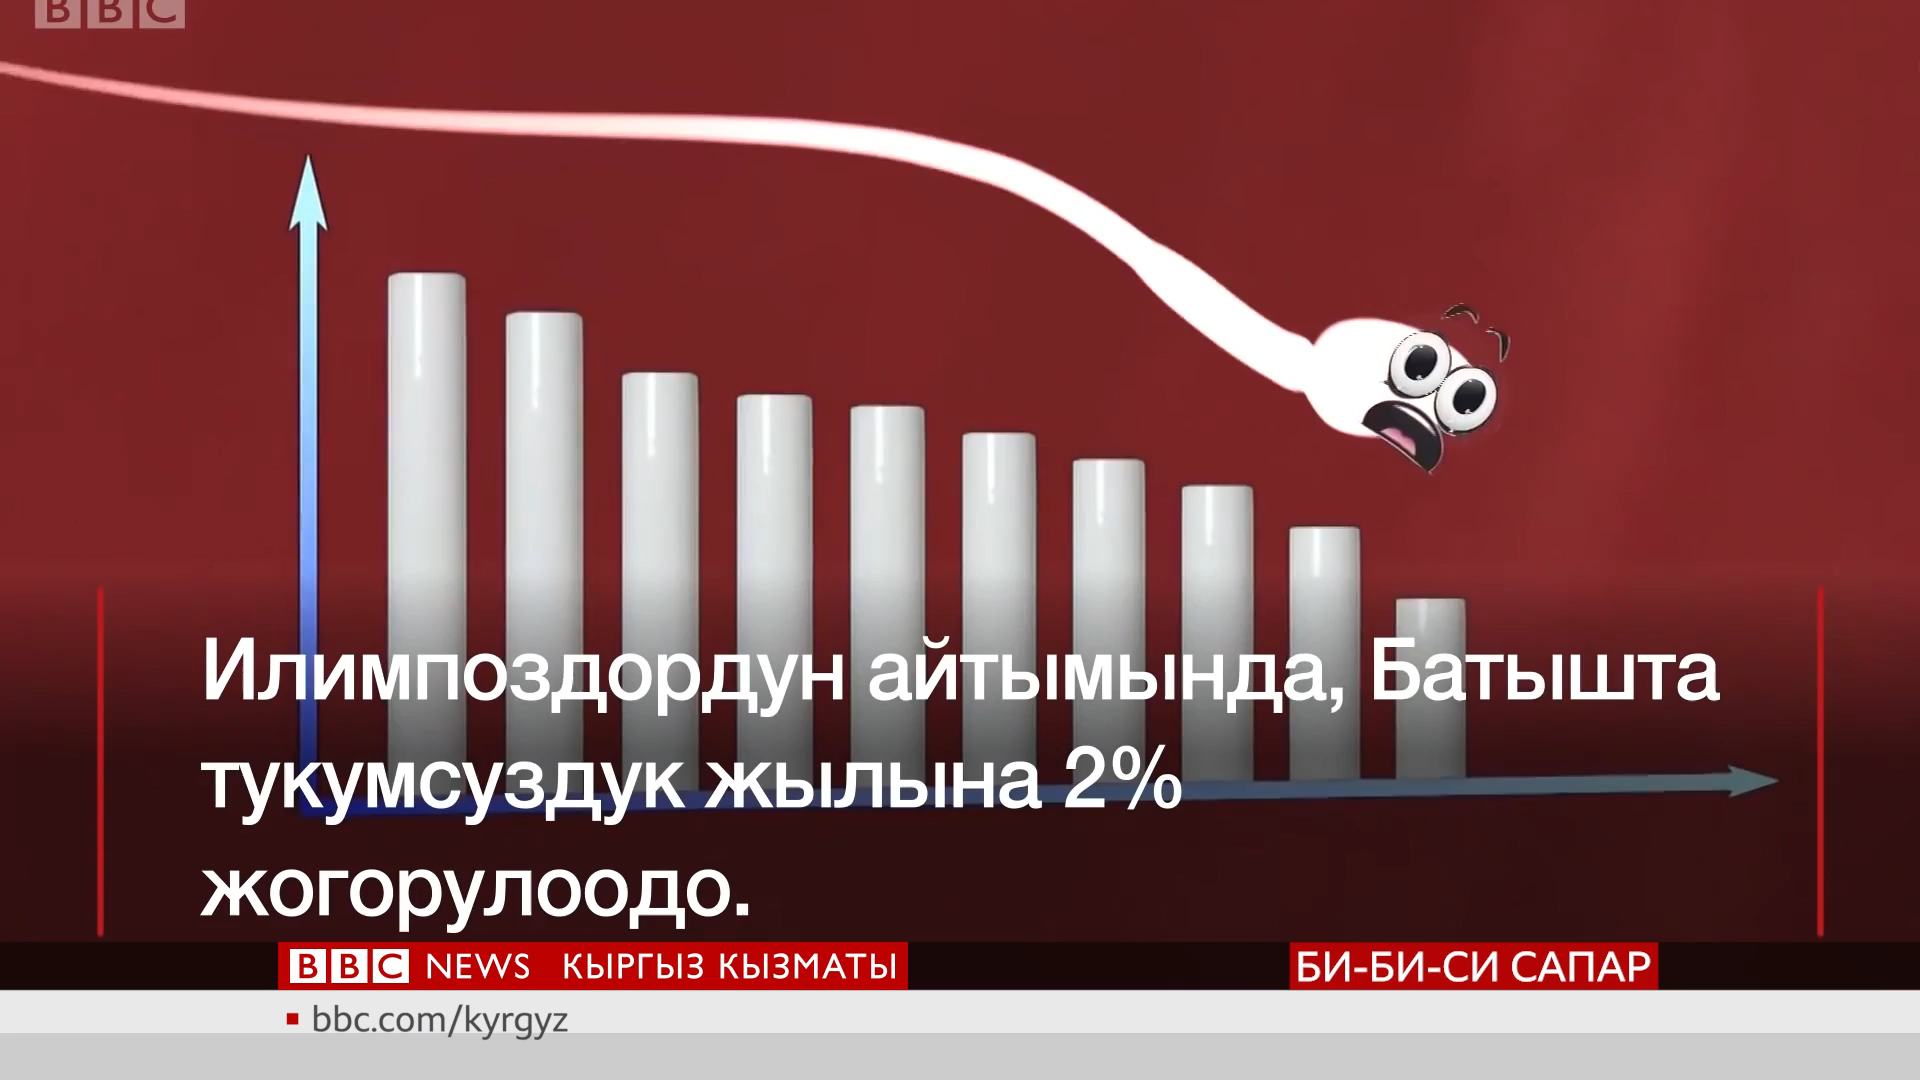 BBC
Илимпоздордун айтымында, Батышта
тукумсуздук жылына 2%
жогорулоодо.
BBC NEWS КЫРГЫЗ КЫЗМАТЫ
БИ-БИ-СИ САПАР
bbc.com/kyrgyz